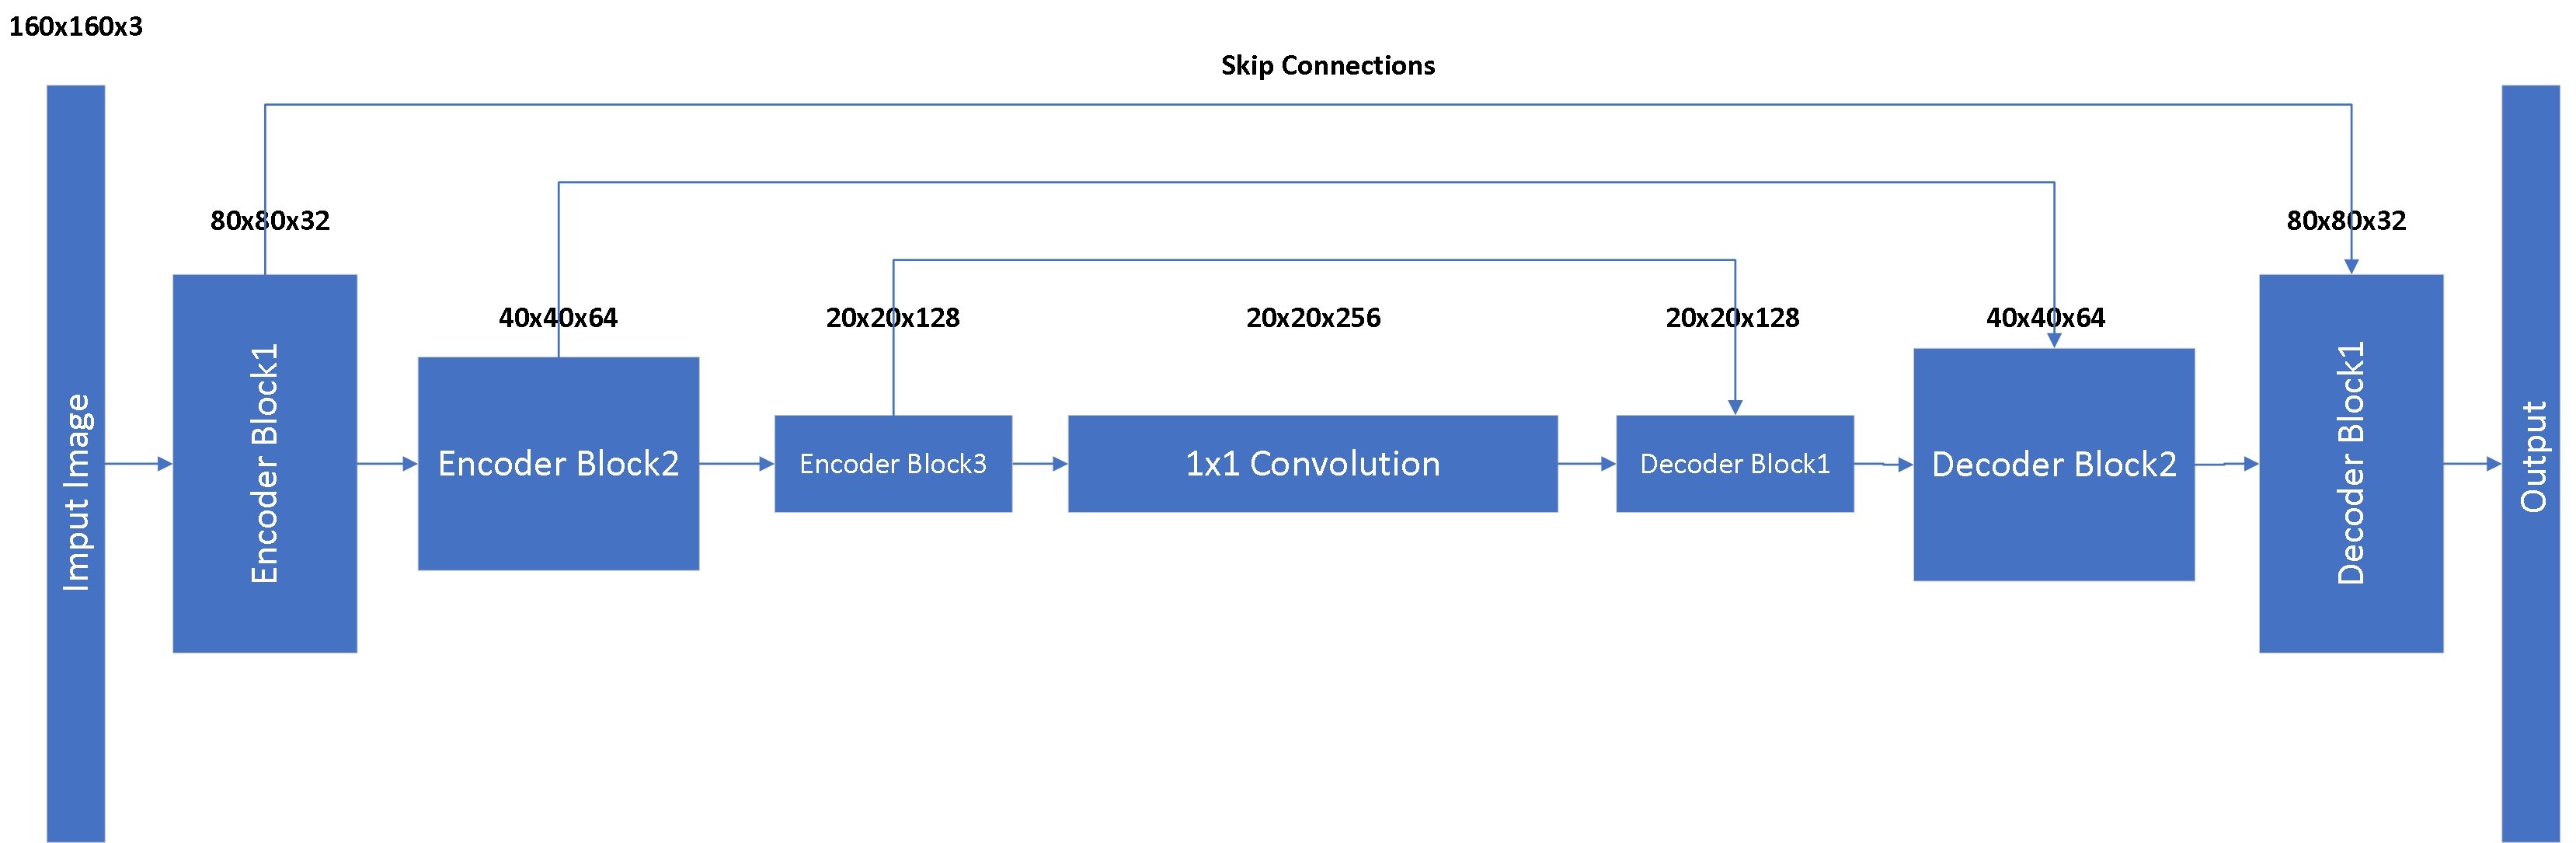 160x160x3
Skip Connections
80x80x32
80x80x32
40x40x64
20x20x128
20x20x256
20x20x128
40x40x64
Input Image
Encoder Block1
Encoder Block2
Encoder Block3
1x1 Convolution
Decoder Block1
Decoder Block2
Decoder Block1
Output